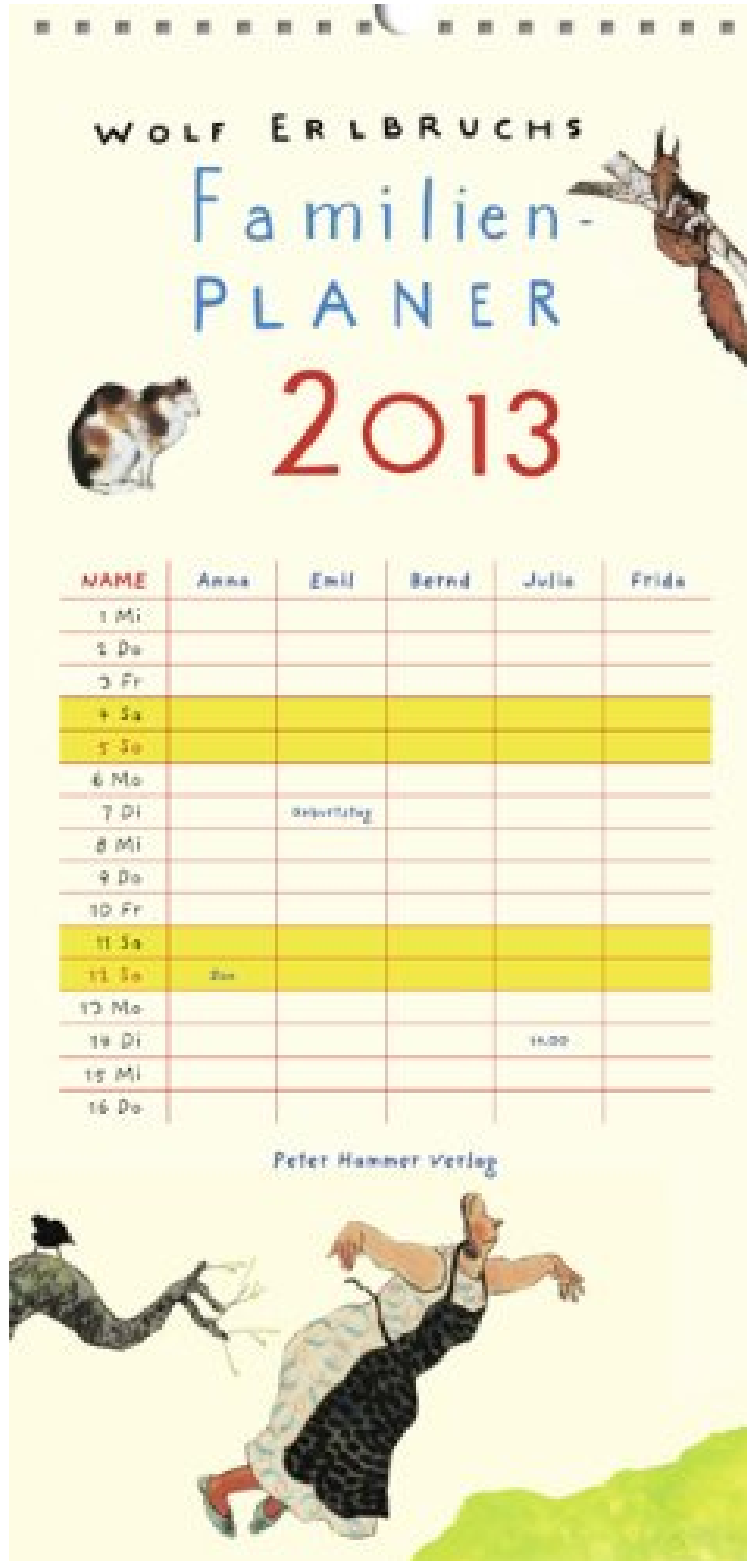 WOLF ERLBRUCHS
Familien-
PLANER
2013
NAME Anna Emil Bernd Julia Frida
1 Mi
2 Do
3 Fr
4 Sa
5 So
6 Mo
7 Di Geburtstag
8 Mi
9 Do
10 Fr
11 Sa
12 So Zoo
13 Mo
14 Di
15 Mi
16 Do
Peter Hammer Verlag